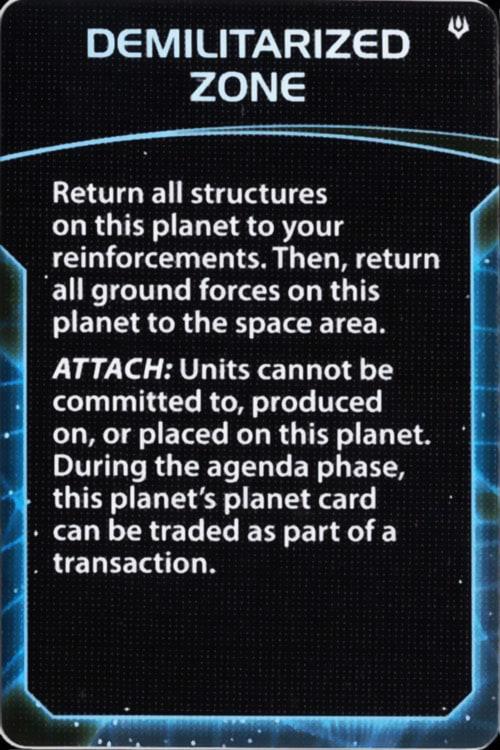 DEMILITARIZED
ZONE
Return all structures
on this planet to your
reinforcements. Then, return
all ground forces on this
planet to the space area.
ATTACH: Units cannot be
committed to, produced
on, or placed on this planet.
During the agenda phase,
this planet's planet card
can be traded as part of a
transaction.